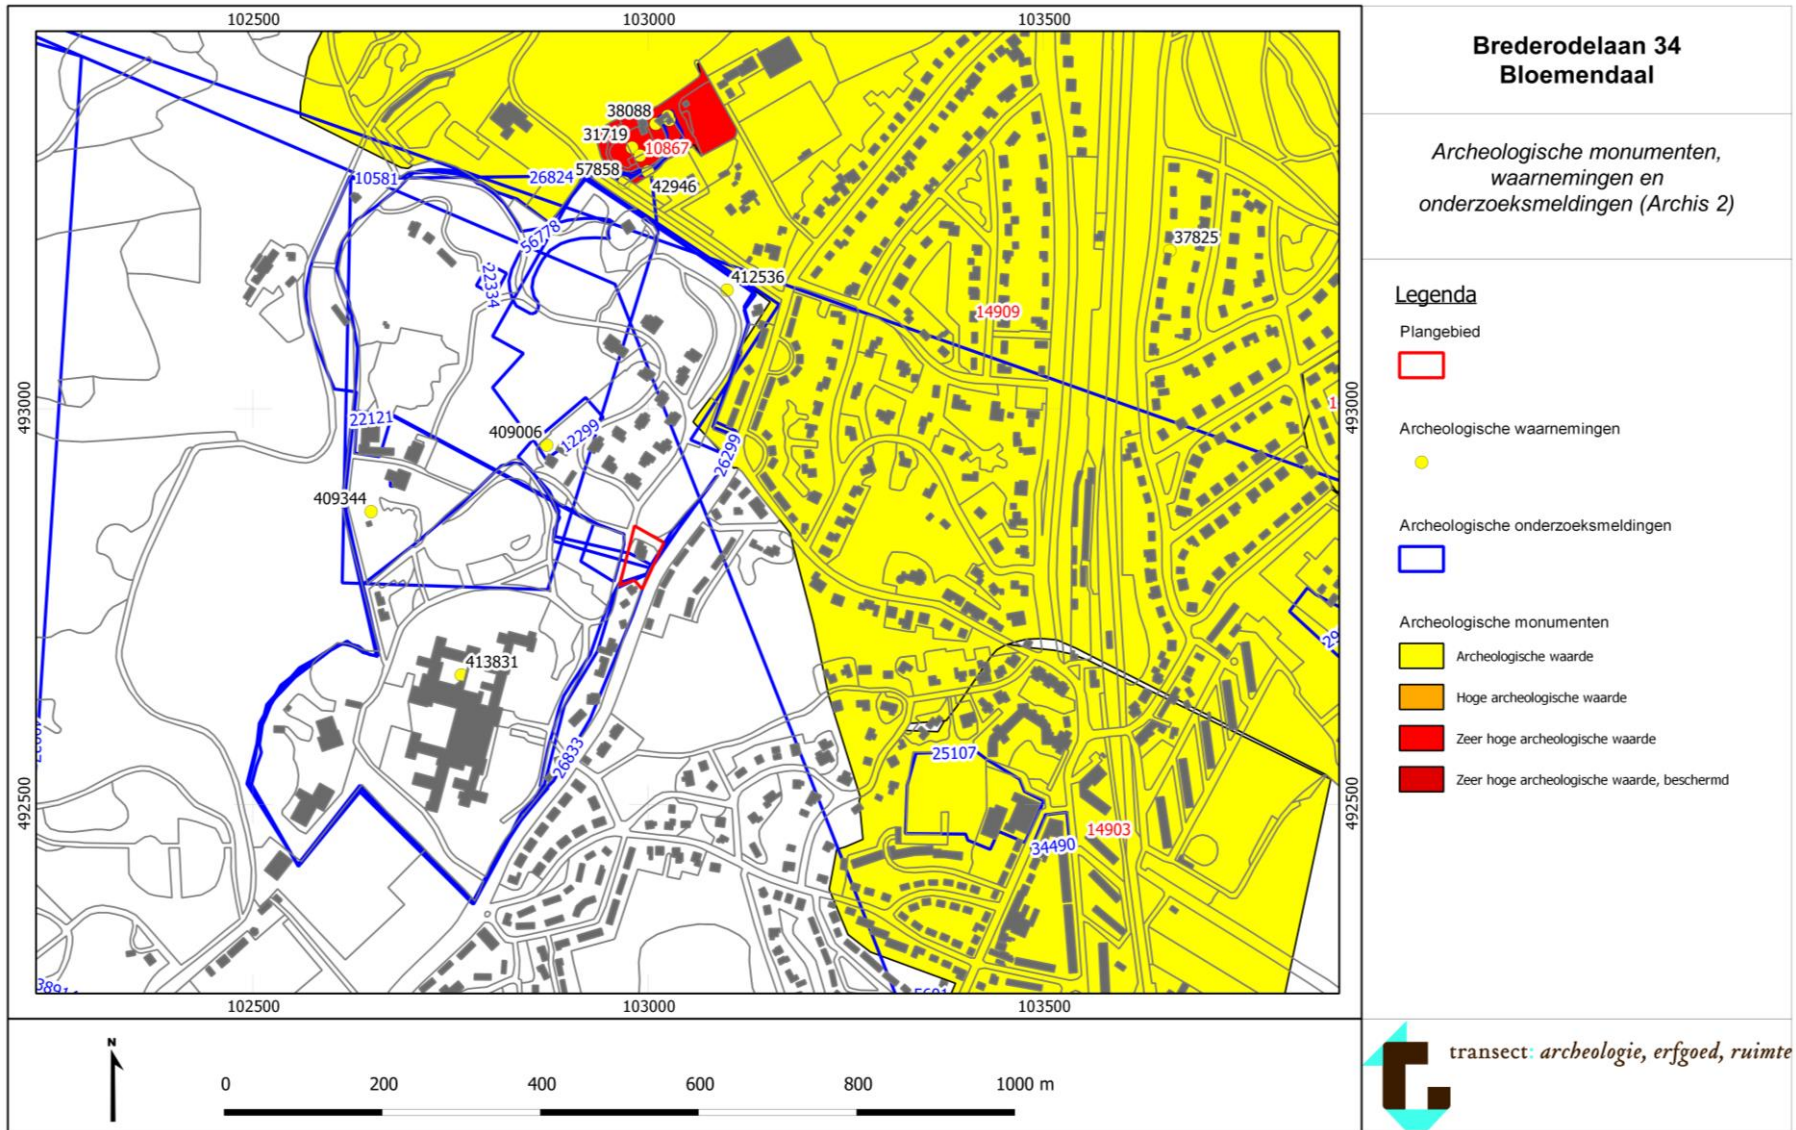 102500
103000
103500
493000
492500
493000
492500
102500
103000
103500
38088
31719
10867
57858
42946
10581
26824
56778
22334
412536
37825
14909
22121
409006
12299
26299
409344
413831
26833
25107
14903
34490
N
0
200
400
600
800
1000 m
Brederodelaan 34
Bloemendaal
Archeologische monumenten,
waarnemingen en
onderzoeksmeldingen (Archis 2)
Legenda
Plangebied
Archeologische waarnemingen
Archeologische onderzoeksmeldingen
Archeologische monumenten
Archeologische waarde
Hoge archeologische waarde
Zeer hoge archeologische waarde
Zeer hoge archeologische waarde, beschermd
transect: archeologie, erfgoed, ruimte